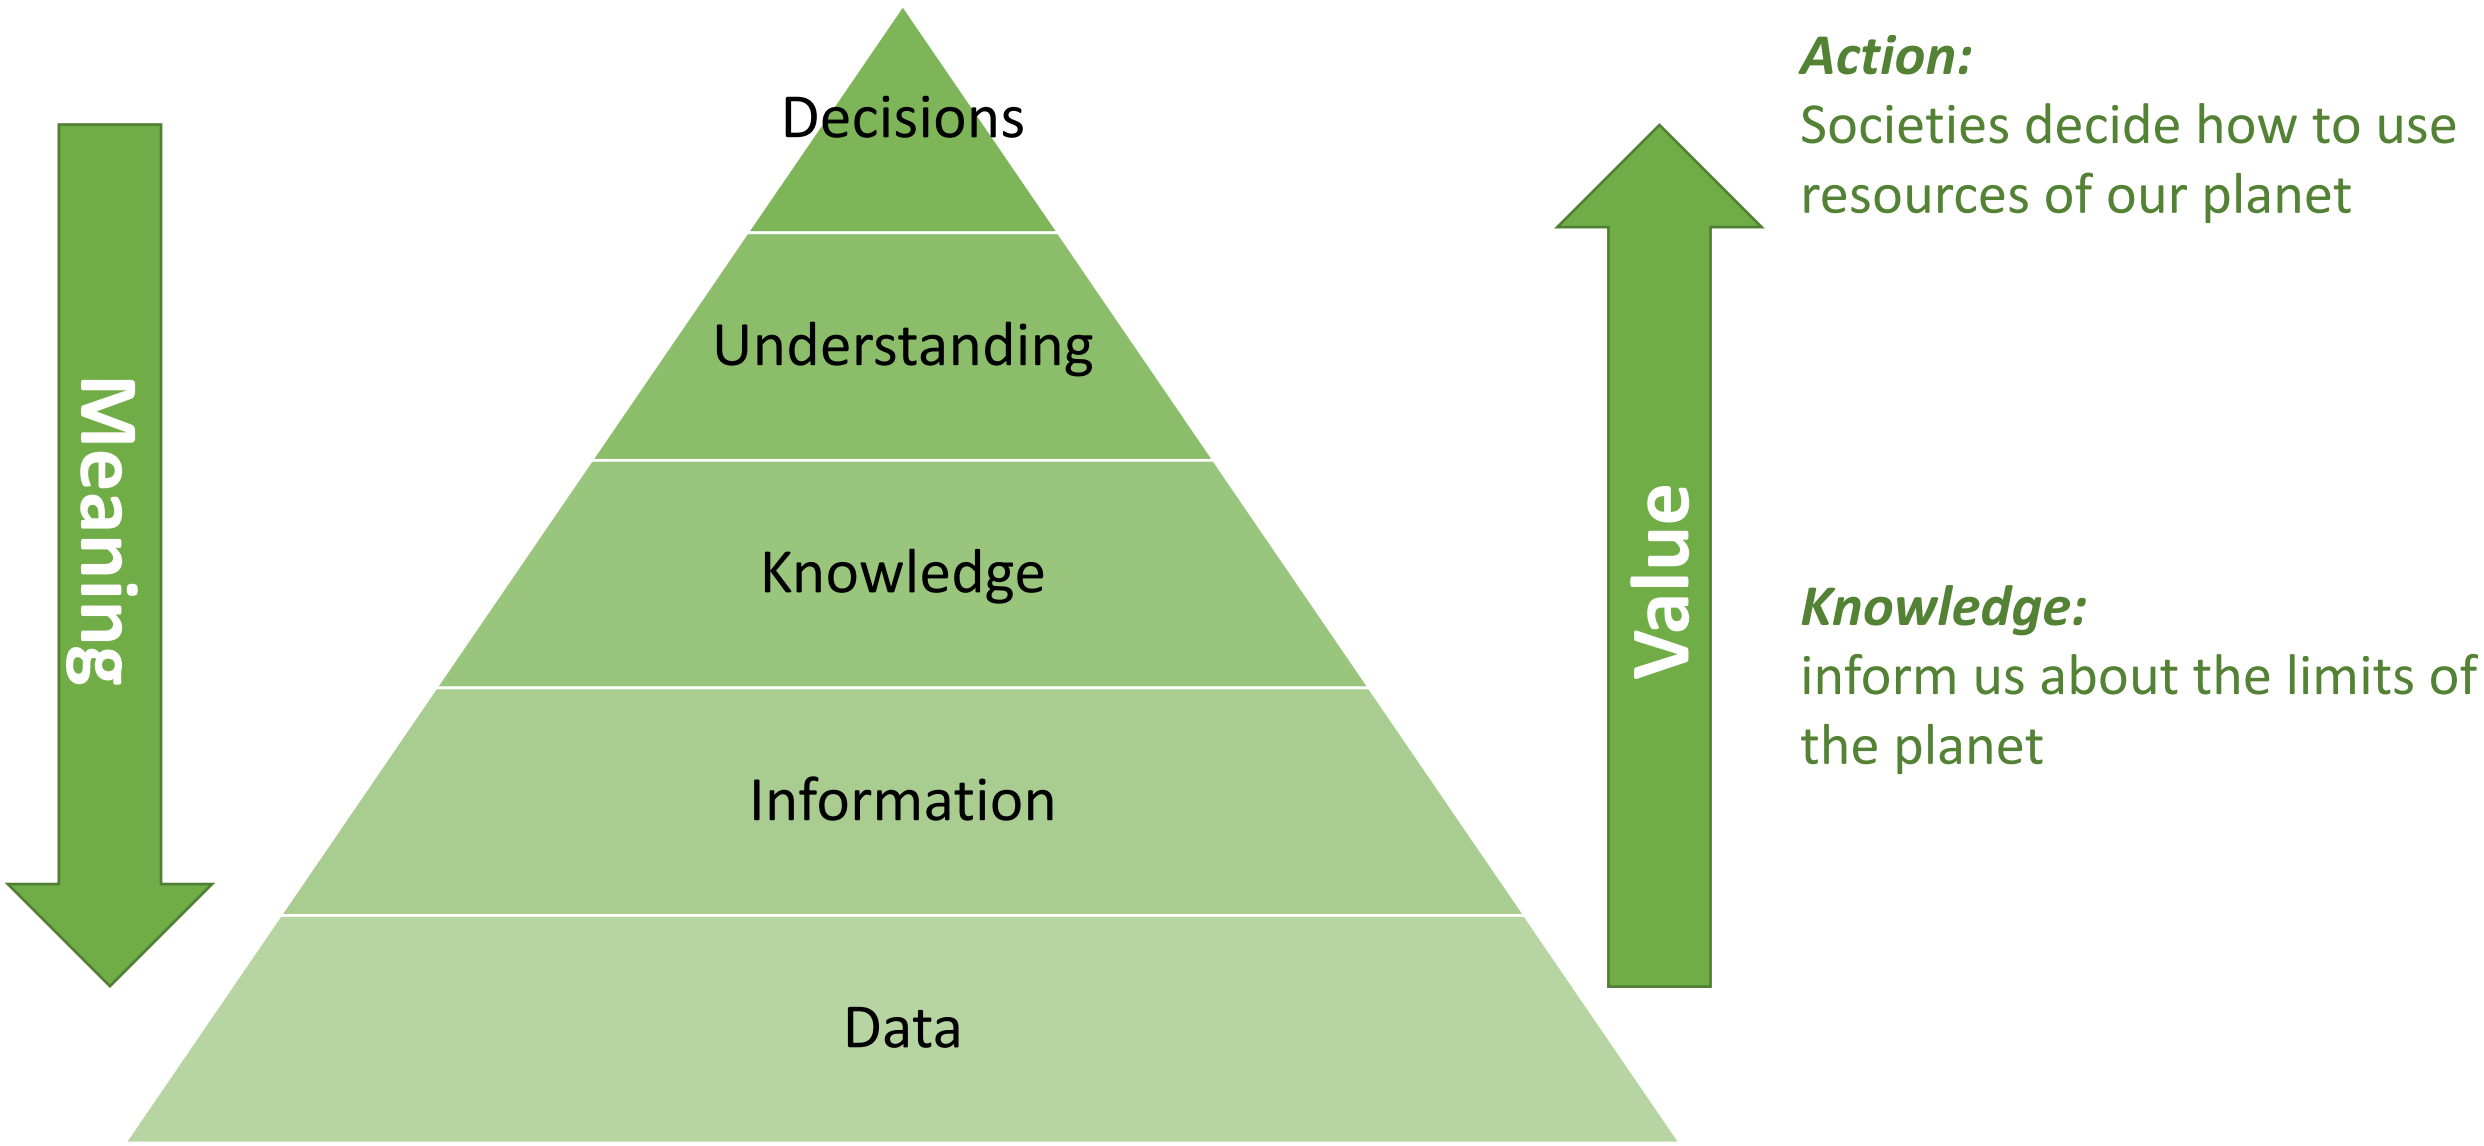 Decisions
Understanding
Knowledge
Information
Data
Meaning
Value
Action:
Societies decide how to use
resources of our planet
Knowledge:
inform us about the limits of
the planet